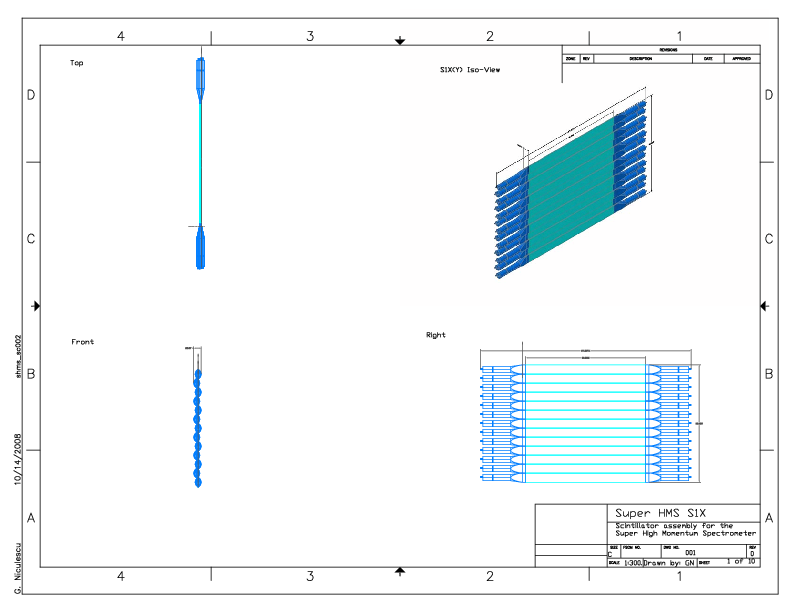 4 3 2 1
Top
S1X(Y) Iso-View
REVISIONS
ZONE REV DESCRIPTION DATE APPROVED
D D
C C
Front
Right
B B
A A
shms_sc002
10/14/2008
G. Niculescu
Super HMS S1X
Scintillator assembly for the
Super High Momentum Spectrometer
SIZE FSCM NO. DWG NO. REV
C 001 0
SCALE 1:300 Drawn by: GN SHEET 1 of 10
4 3 2 1